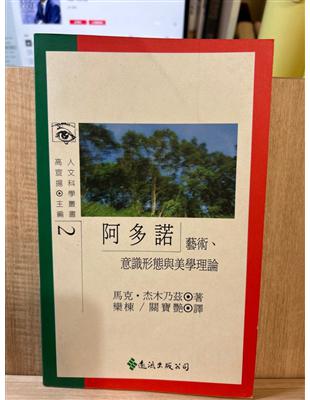 人文科學叢書
高宣揚⊙主編
2
阿多諾
藝術、
意識形態與美學理論
馬克・杰木乃茲⊙著
欒棟／關寶艷⊙譯
遠流出版公司